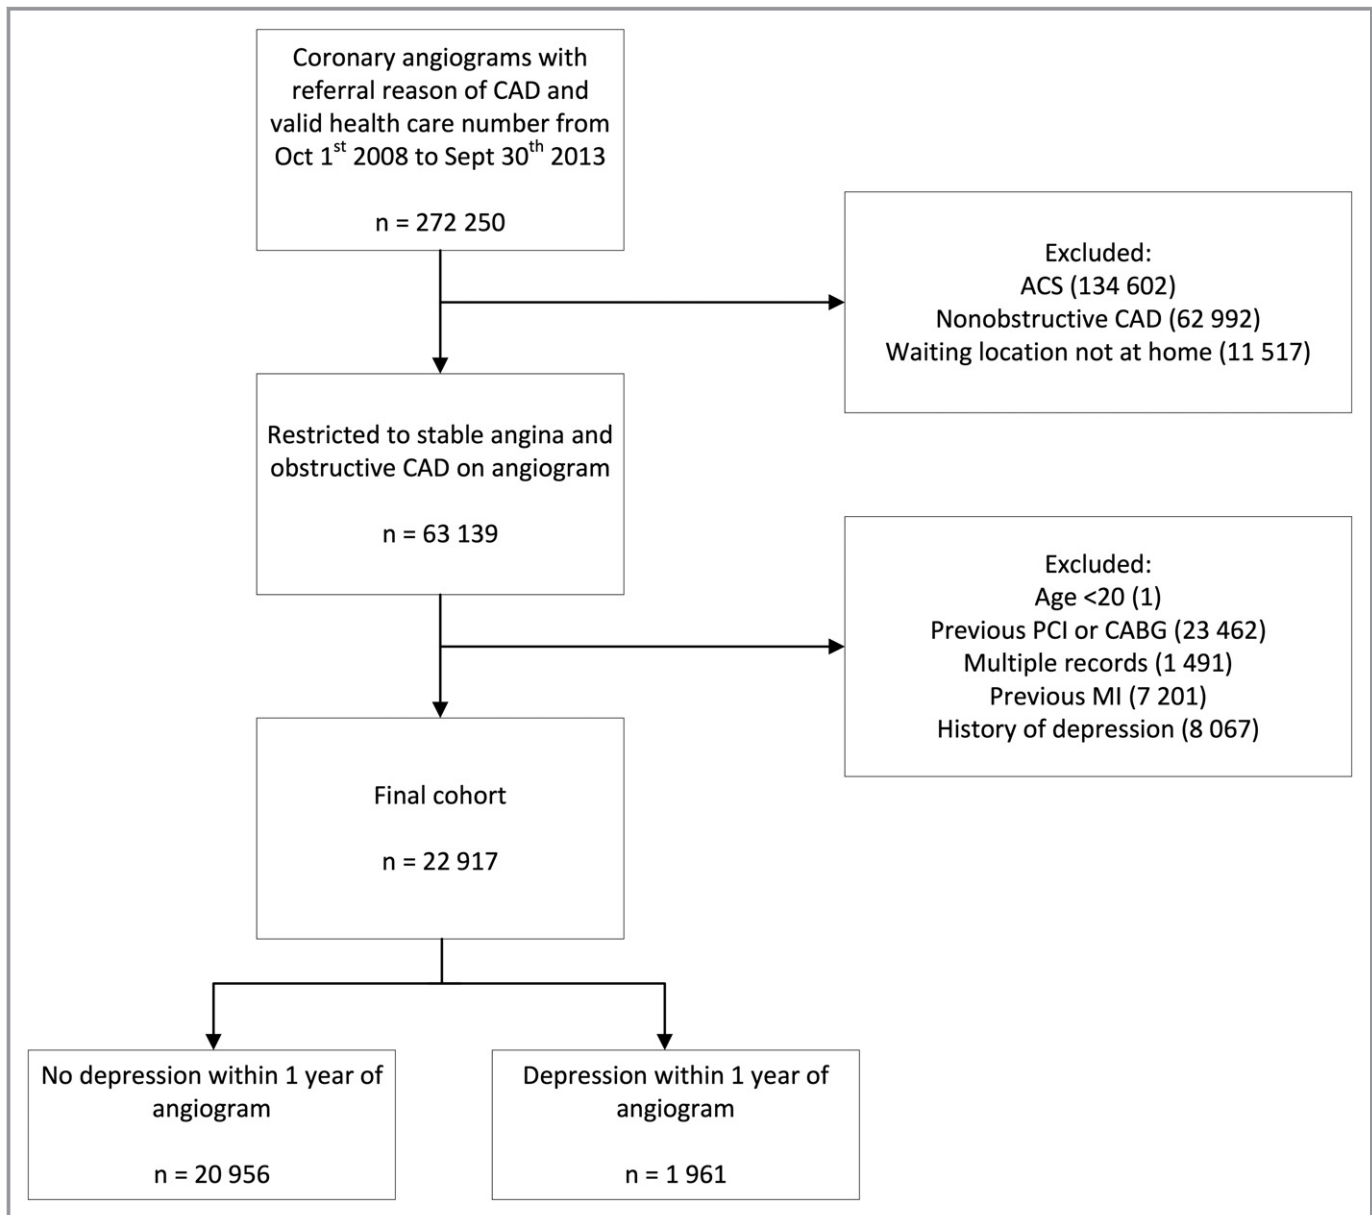 Coronary angiograms with
referral reason of CAD and
valid health care number from
Oct 1st 2008 to Sept 30th 2013
n = 272 250
Excluded:
ACS (134 602)
Nonobstructive CAD (62 992)
Waiting location not at home (11 517)
Restricted to stable angina and
obstructive CAD on angiogram
n = 63 139
Excluded:
Age <20 (1)
Previous PCI or CABG (23 462)
Multiple records (1 491)
Previous MI (7 201)
History of depression (8 067)
Final cohort
n = 22 917
No depression within 1 year of
angiogram
n = 20 956
Depression within 1 year of
angiogram
n = 1 961